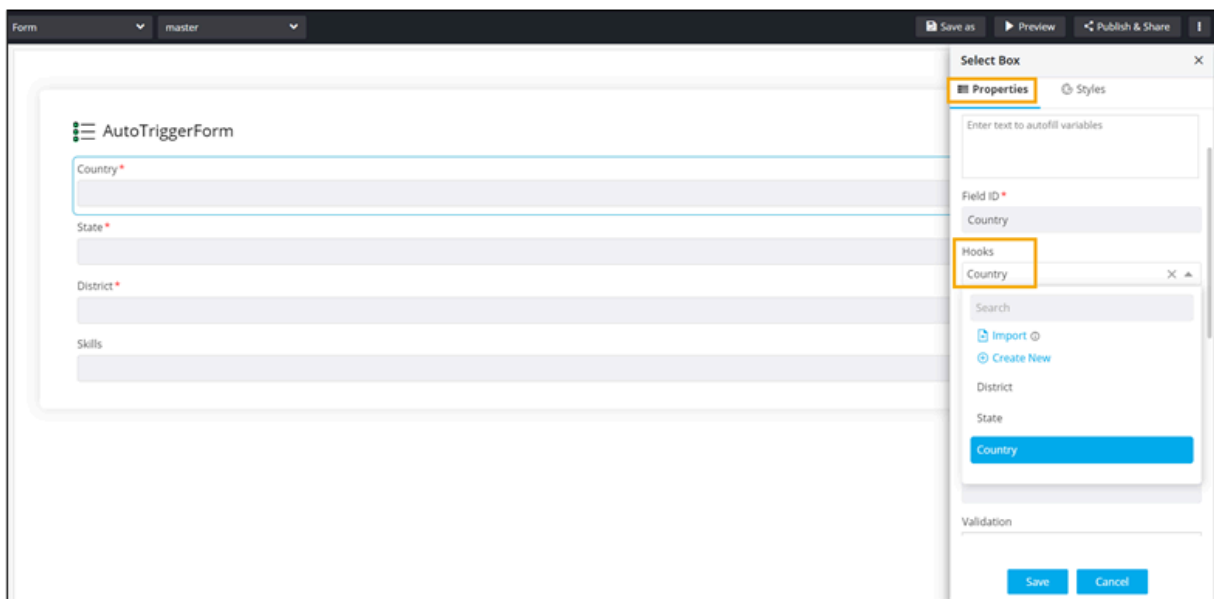 Form master Save as Preview Publish & Share
Select Box
Properties Styles
Enter text to autofill variables
AutoTriggerForm
Country*
State*
District*
Skills
Field ID*
Country
Hooks
Country
Search
Import
Create New
District
State
Country
Validation
Save Cancel